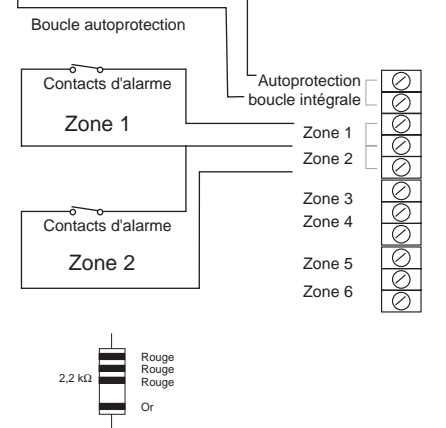 Boucle autoprotection
Contacts d'alarme
Zone 1
Autoprotection
boucle intégrale
Zone 1
Zone 2
Zone 3
Zone 4
Contacts d'alarme
Zone 2
Zone 5
Zone 6
2,2 kΩ
Rouge
Rouge
Rouge
Or